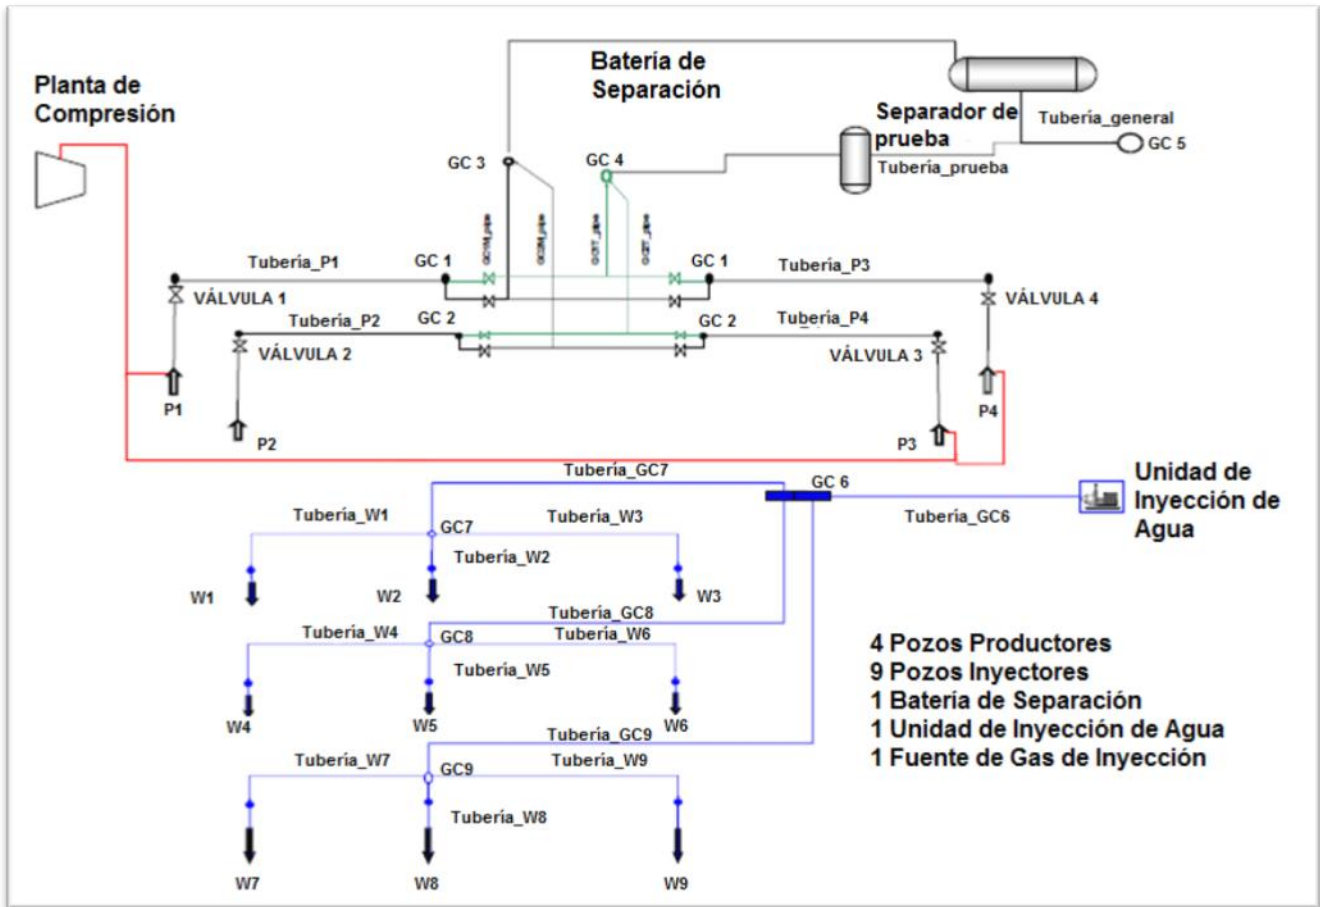 Planta de
Compresión
Batería de
Separación
Separador de
prueba
Tubería_general
GC 5
Tubería_prueba
GC 3
GC 4
GC1M_pipe
GC2M_pipe
GC1T_pipe
GC2T_pipe
Tubería_P1
GC 1
GC 1
Tubería_P3
VÁLVULA 1
VÁLVULA 4
Tubería_P2
GC 2
GC 2
Tubería_P4
VÁLVULA 2
VÁLVULA 3
P1
P2
P3
P4
Tubería_GC7
GC 6
Unidad de
Inyección de
Agua
Tubería_GC6
Tubería_W1
GC7
Tubería_W3
Tubería_W2
W1
W2
W3
Tubería_GC8
Tubería_W4
GC8
Tubería_W6
Tubería_W5
W4
W5
W6
Tubería_GC9
Tubería_W7
GC9
Tubería_W9
Tubería_W8
W7
W8
W9
4 Pozos Productores
9 Pozos Inyectores
1 Batería de Separación
1 Unidad de Inyección de Agua
1 Fuente de Gas de Inyección